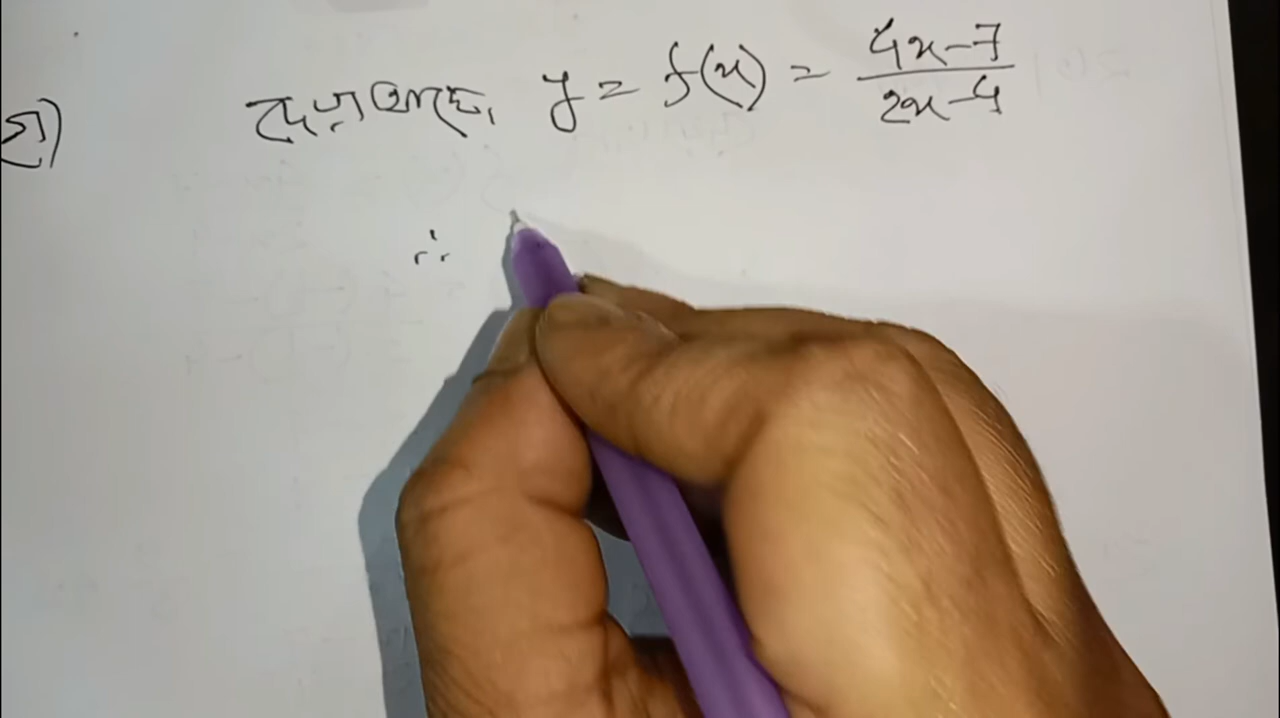 দেওয়া আছে, y = f(x) = 4x-7 / 2x-4
∴